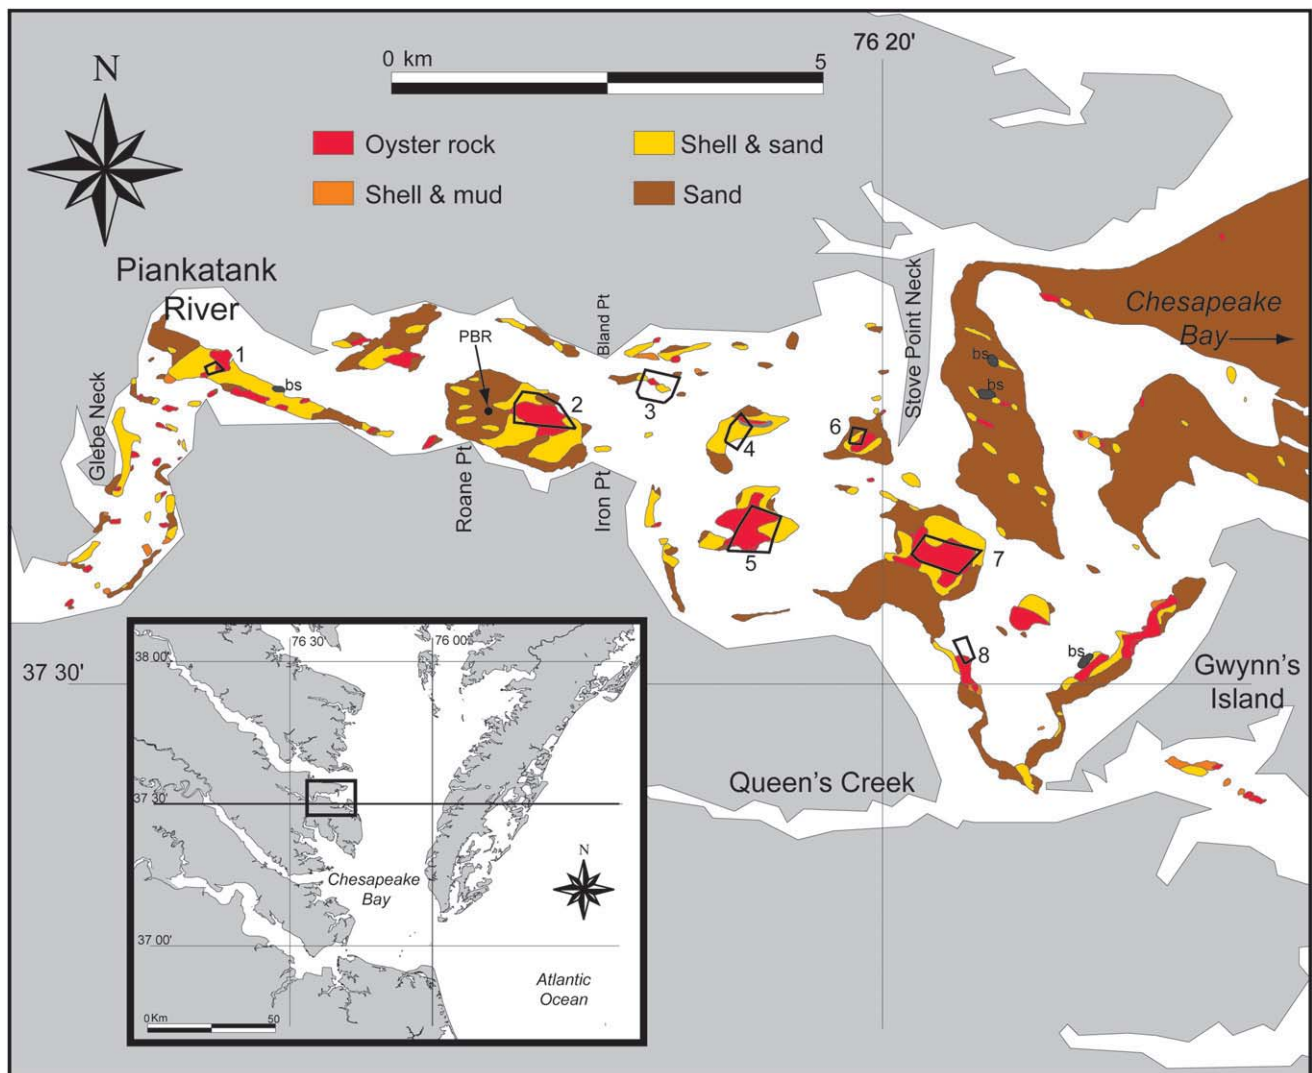 76 20'
0 km 5
N
Oyster rock
Shell & sand
Shell & mud
Sand
Piankatank
River
Chesapeake
Bay
Glebe Neck
Roane Pt
Iron Pt
Bland Pt
Stove Point Neck
PBR
bs
bs
bs
bs
1
2
3
4
5
6
7
8
37 30'
Gwynn's
Island
Queen's Creek
76 30'
76 00'
38 00'
37 30'
37 00'
Chesapeake
Bay
N
Atlantic
Ocean
0 Km 50